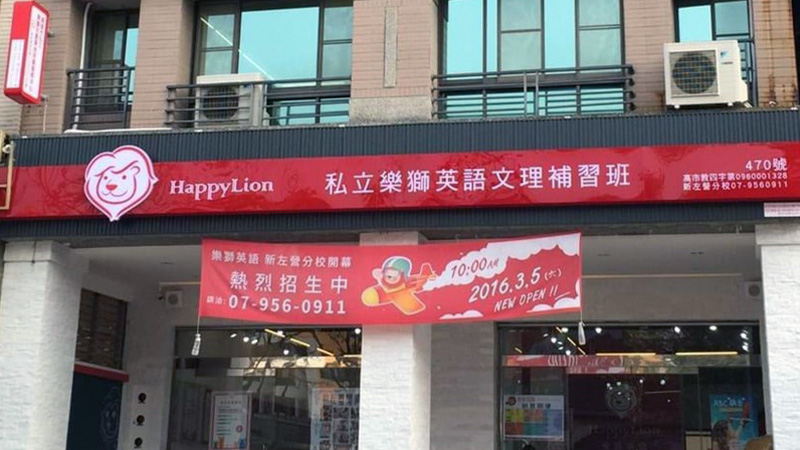 HappyLion
私立樂獅英語文理補習班
470號
高市教四字第0960001328
新左營分校07-9560911
樂獅英語 新左營分校開幕
熱烈招生中
請洽: 07-956-0911
10:00AM
2016.3.5(六)
NEW OPEN!!
HappyLion